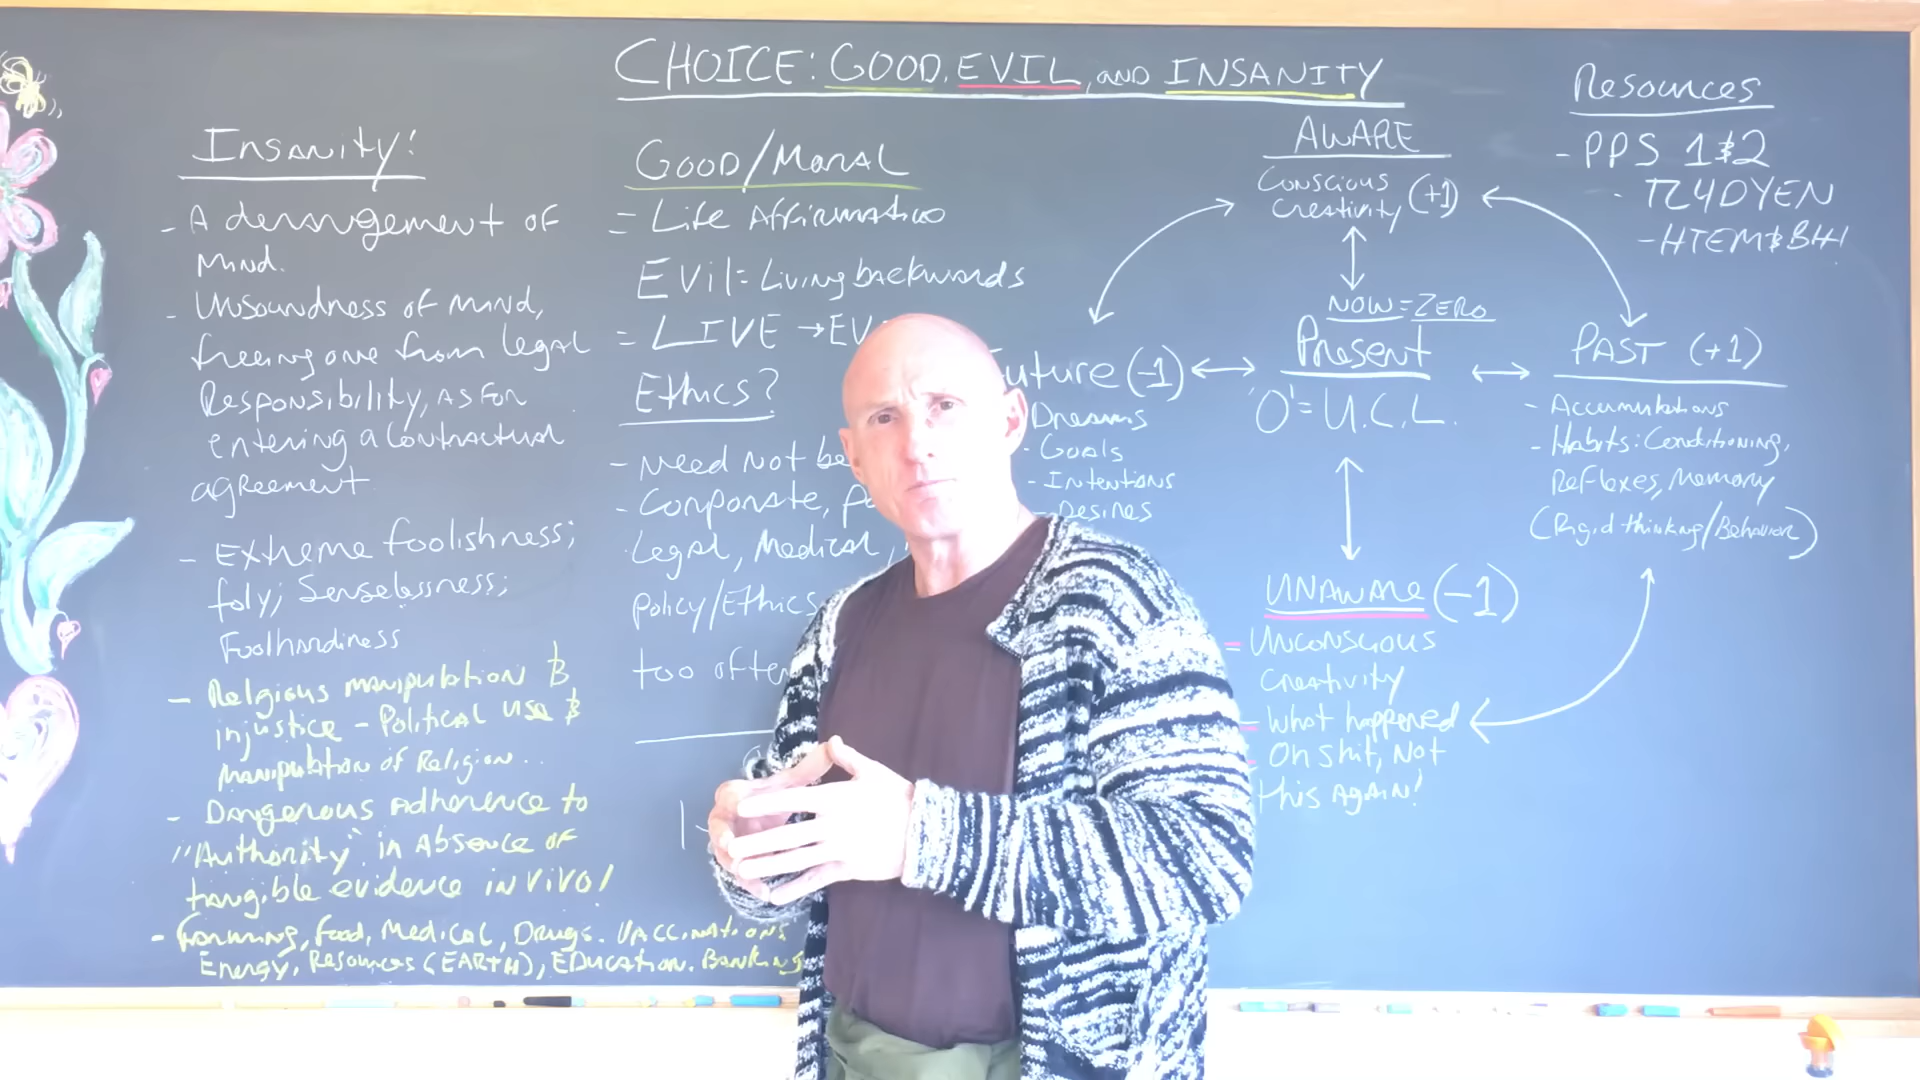 CHOICE: GOOD, EVIL, AND INSANITY
Insanity!
- A derangement of
Mind.
- Unsoundness of mind,
freeing one from legal
Responsibility, as for
entering a contractual
agreement
- Extreme foolishness;
foly; Senselessness;
Foolhardiness
- Religious manipulation &
injustice - Political use &
manipulation of Religion..
- Dangerous adherence to
"Authority" in absence of
tangible evidence in vivo!
- Farming, food, Medical, Drugs. Vaccinations
Energy, Resources (EARTH), Education. Banking
Good/Moral
= Life Affirmative
Evil = Living backwards
= LIVE → EV
Ethics?
- Need not be
- Corporate,
Legal, Medical,
policy/Ethics
too often
AWARE
Conscious
Creativity (+1)
NOW = ZERO
Present
'O' = U.C.L.
uture (-1)
Dreams
- Goals
- Intentions
- Desires
UNAWARE (-1)
= Unconscious
Creativity
- What happened
= Oh shit, Not
this again!
PAST (+1)
- Accumulations
- Habits: Conditioning,
Reflexes, Memory
(Rigid thinking/Behavior)
Resources
- PPS 1&2
- TZ4DYEN
- HTEM&BH!